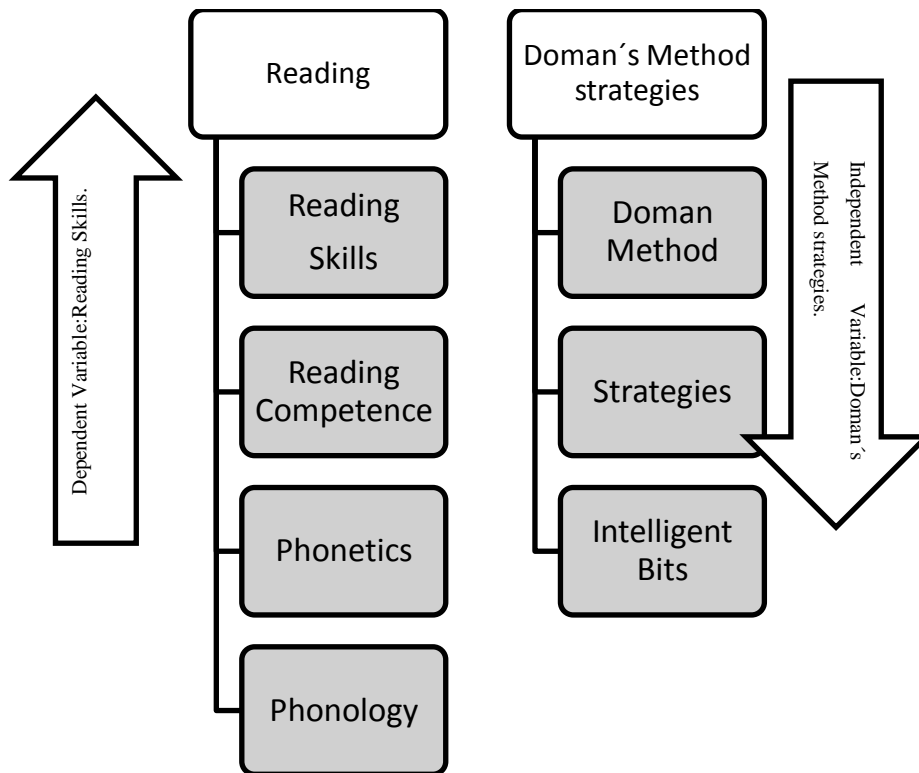 Reading
Doman´s Method
strategies
Dependent Variable:Reading Skills.
Reading
Skills
Reading
Competence
Phonetics
Phonology
Doman
Method
Strategies
Intelligent
Bits
Independent Variable:Doman´s
Method strategies.